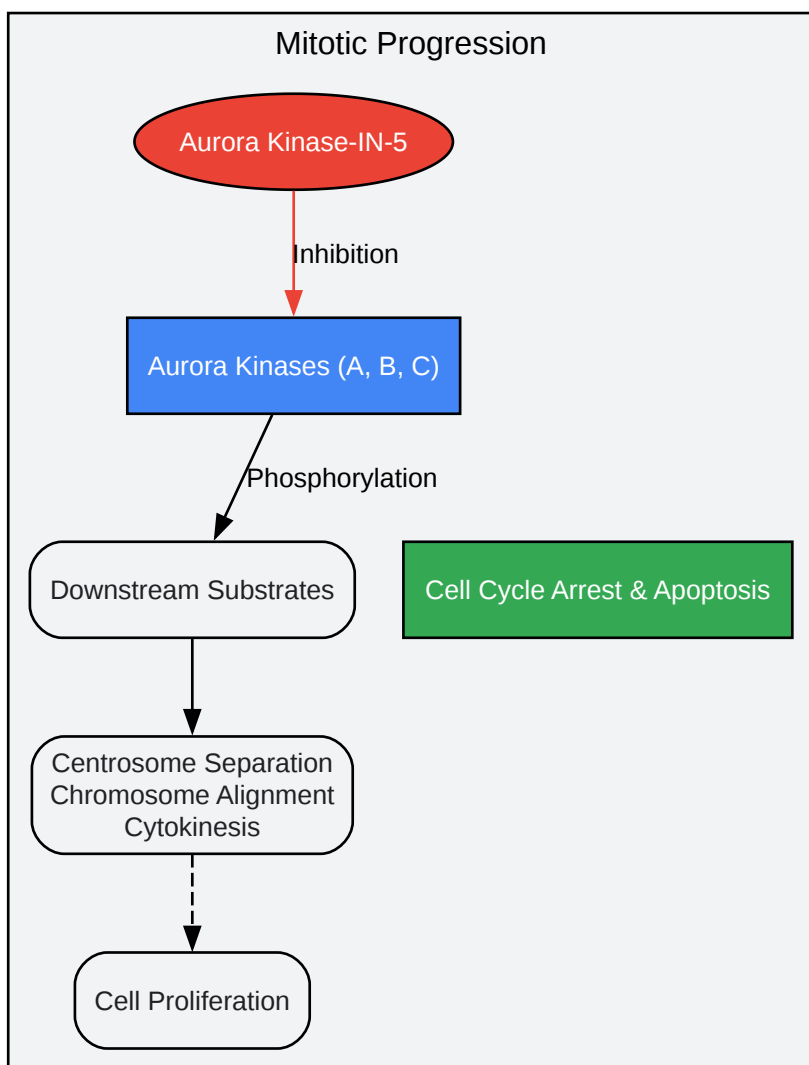 Mitotic Progression
Aurora Kinase-IN-5
Inhibition
Aurora Kinases (A, B, C)
Phosphorylation
Downstream Substrates
Cell Cycle Arrest & Apoptosis
Centrosome Separation
Chromosome Alignment
Cytokinesis
Cell Proliferation